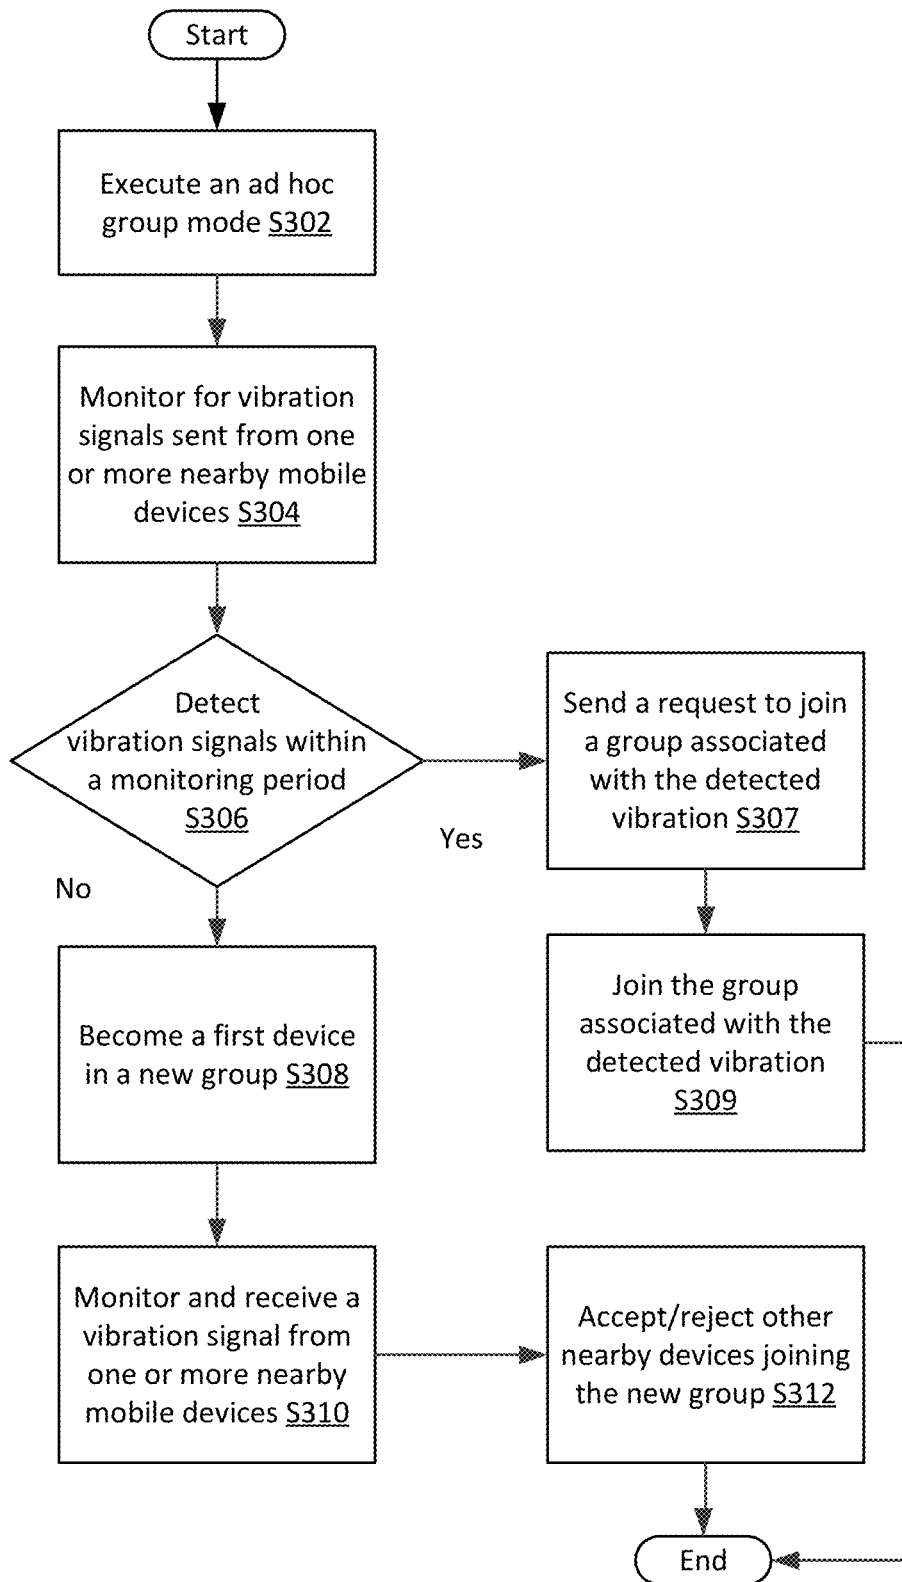 Start
Execute an ad hoc
group mode S302
Monitor for vibration
signals sent from one
or more nearby mobile
devices S304
Detect
vibration signals within
a monitoring period
S306
Yes
No
Send a request to join
a group associated
with the detected
vibration S307
Join the group
associated with the
detected vibration
S309
Become a first device
in a new group S308
Monitor and receive a
vibration signal from
one or more nearby
mobile devices S310
Accept/reject other
nearby devices joining
the new group S312
End